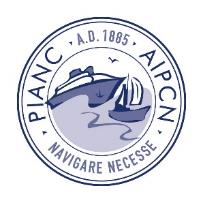 PIANC · A.D. 1885 · AIPCN
· NAVIGARE NECESSE ·